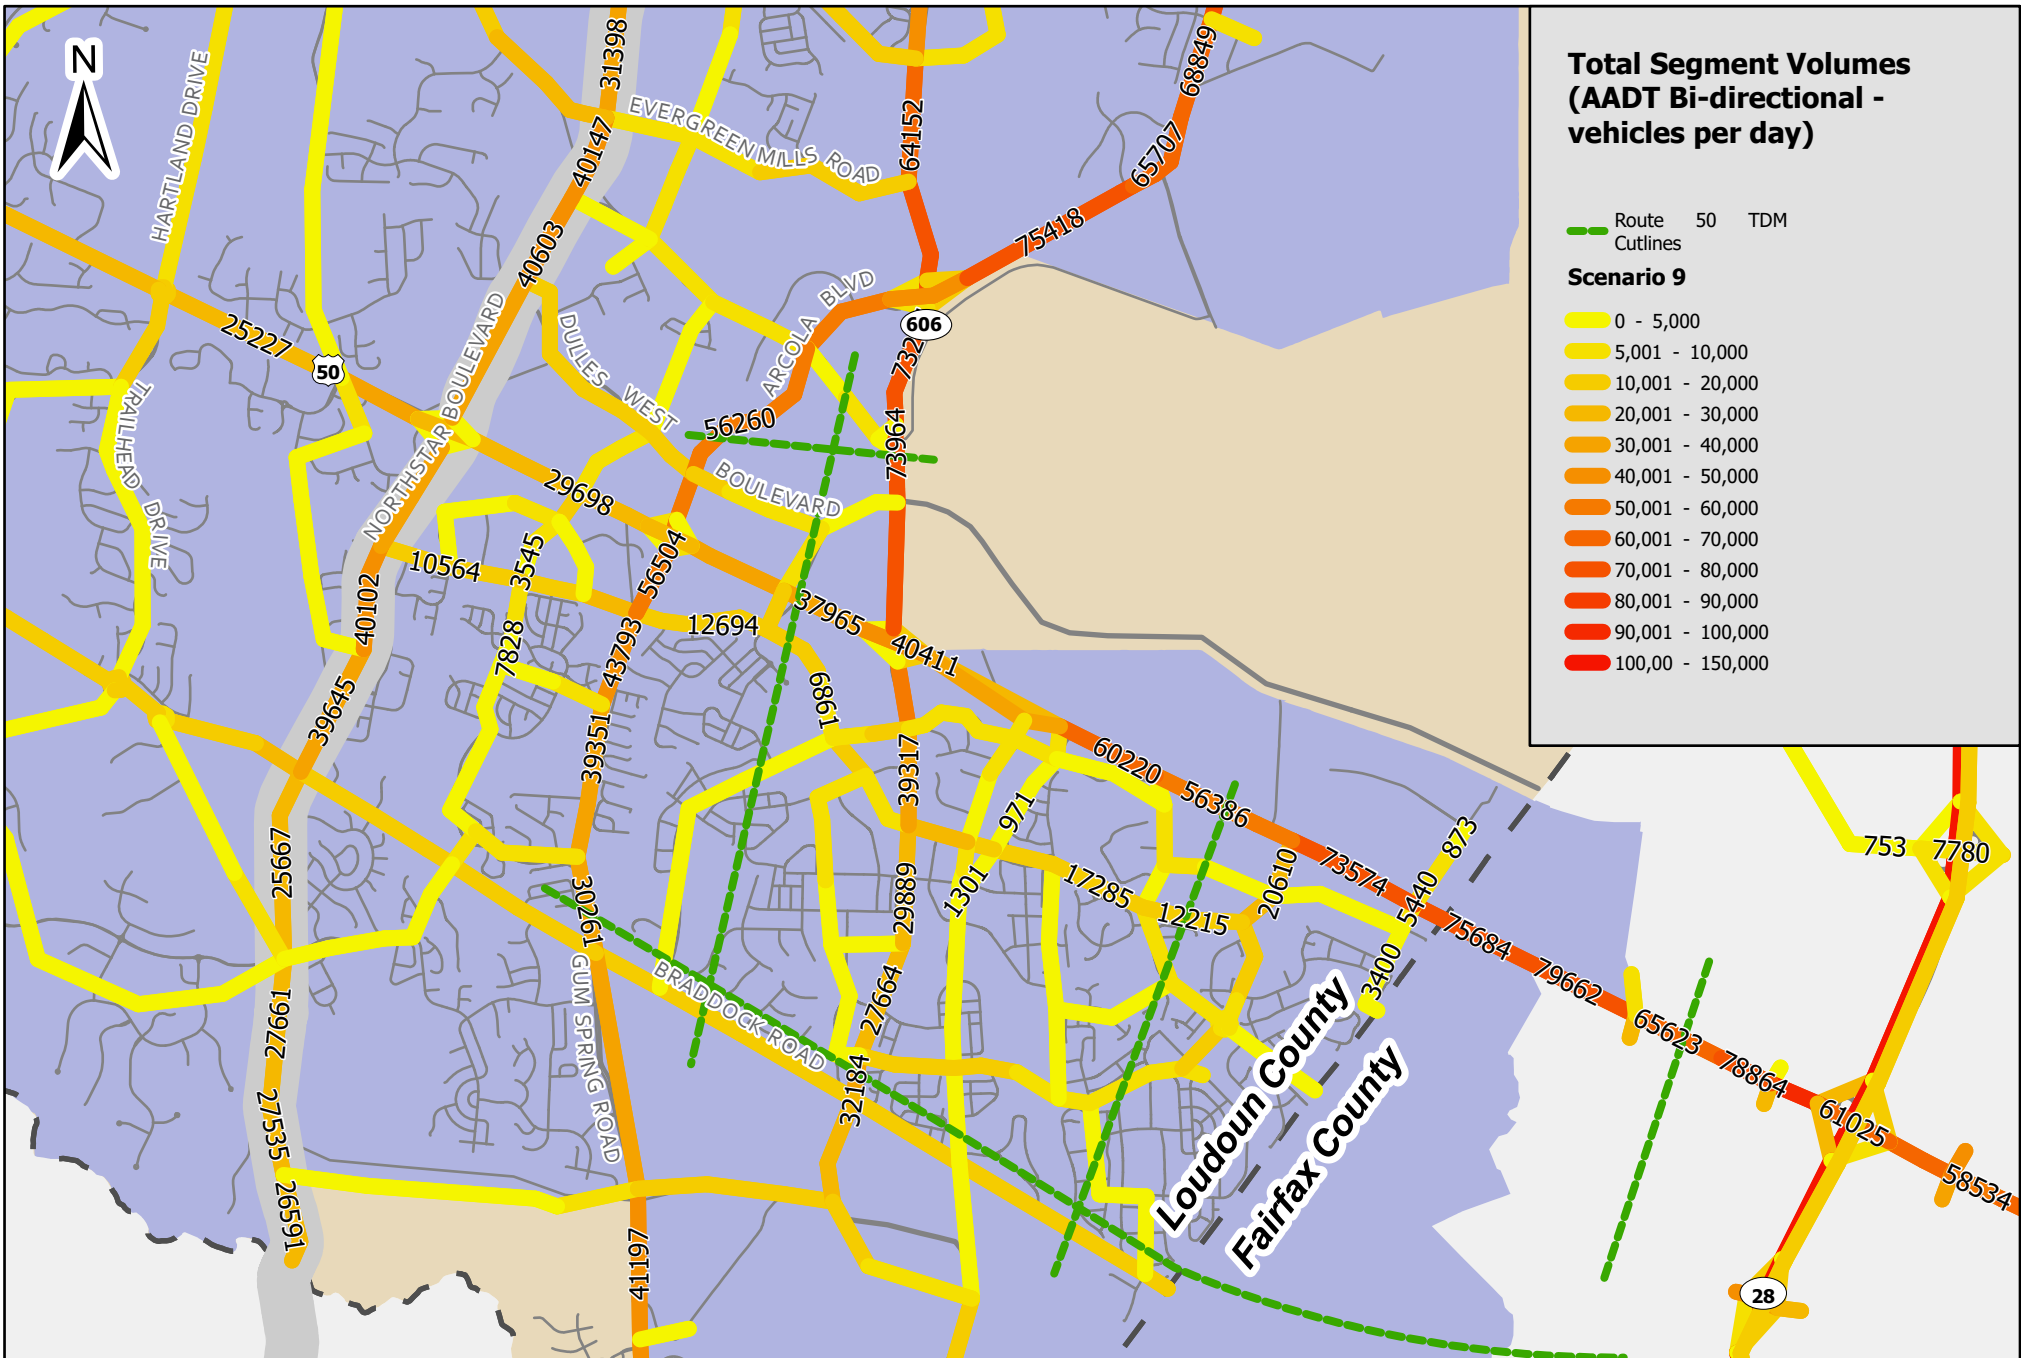 Total Segment Volumes
(AADT Bi-directional -
vehicles per day)
Route 50 TDM
Cutlines
Scenario 9
0 - 5,000
5,001 - 10,000
10,001 - 20,000
20,001 - 30,000
30,001 - 40,000
40,001 - 50,000
50,001 - 60,000
60,001 - 70,000
70,001 - 80,000
80,001 - 90,000
90,001 - 100,000
100,00 - 150,000
N
HARTLAND DRIVE
31398
EVERGREEN MILLS ROAD
40147
64152
68849
65707
75418
40603
25227
50
NORTHSTAR BOULEVARD
DULLES WEST
BOULEVARD
ARCOLA BLVD
606
732
56260
73964
TRAILHEAD DRIVE
29698
10564
3545
56504
37965
40411
12694
40102
7828
43793
6861
39645
39351
39317
60220
56386
971
873
753
7780
25667
30261
29889
1301
17285
12215
20610
73574
5440
75684
79662
3400
65623
78864
61025
58534
27661
GUM SPRING ROAD
BRADDOCK ROAD
27664
32184
27535
26591
41197
Loudoun County
Fairfax County
28